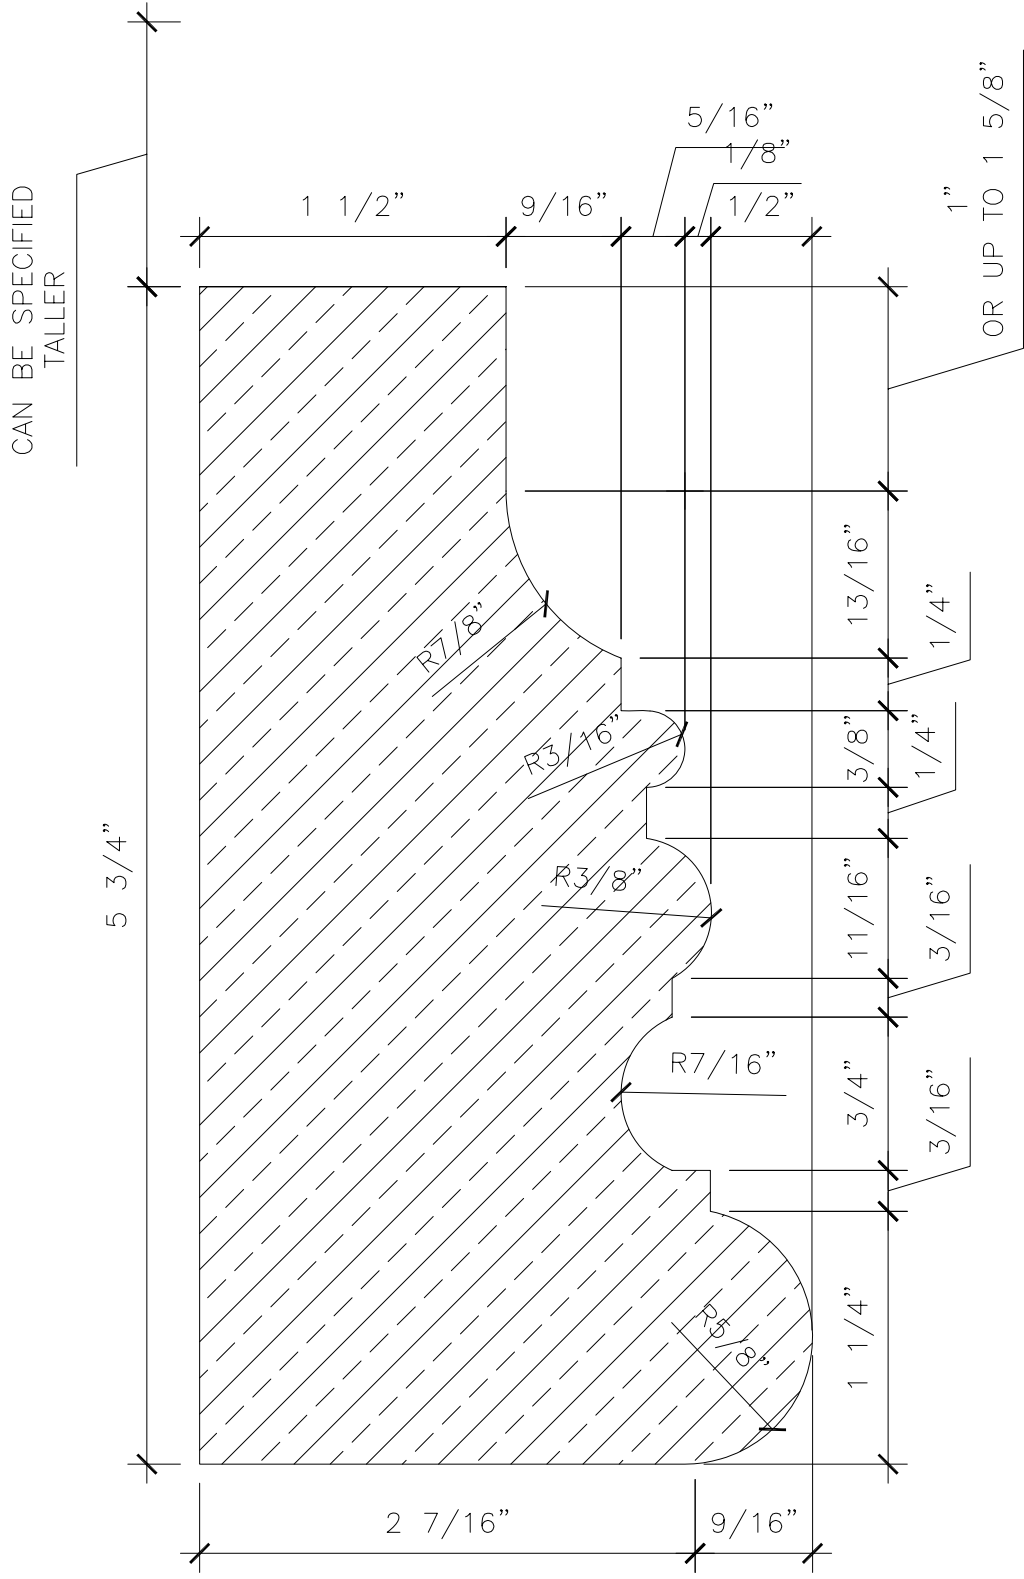 5/16”
1/8”
1 1/2”
9/16”
1/2”
CAN BE SPECIFIED
TALLER
1”
OR UP TO 1 5/8”
13/16”
1/4”
R7/8”
R3/16”
3/8”
1/4”
5 3/4”
R3/8”
11/16”
3/16”
R7/16”
3/4”
3/16”
R5/8”
1 1/4”
2 7/16”
9/16”